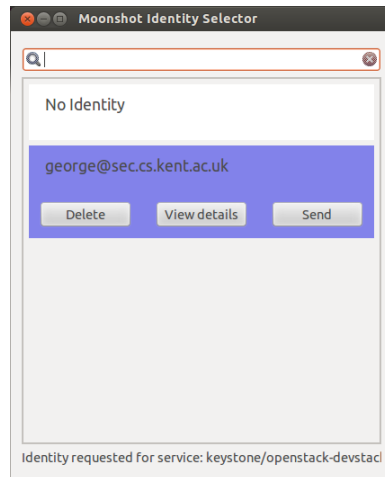 Moonshot Identity Selector
No Identity
george@sec.cs.kent.ac.uk
Delete View details Send
Identity requested for service: keystone/openstack-devstack